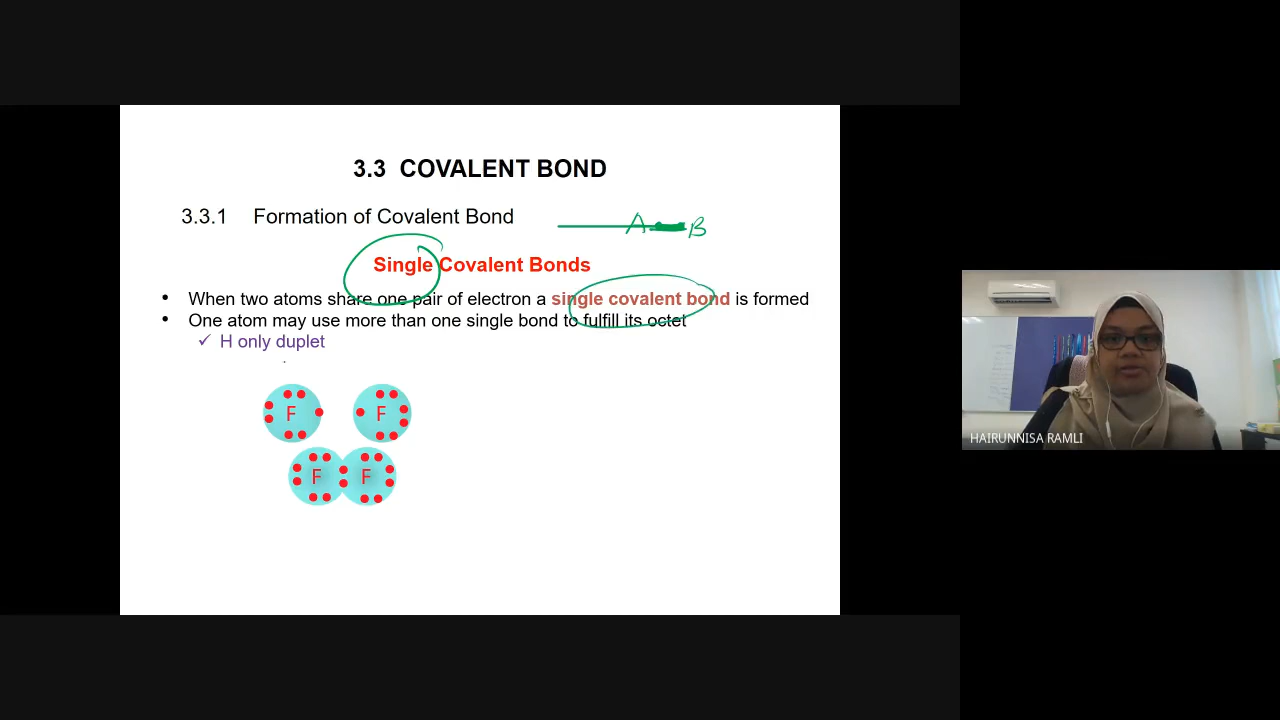 3.3 COVALENT BOND
3.3.1 Formation of Covalent Bond
A B
Single Covalent Bonds
• When two atoms share one pair of electron a single covalent bond is formed
• One atom may use more than one single bond to fulfill its octet
✓ H only duplet
F F
F F
HAIRUNNISA RAMLI